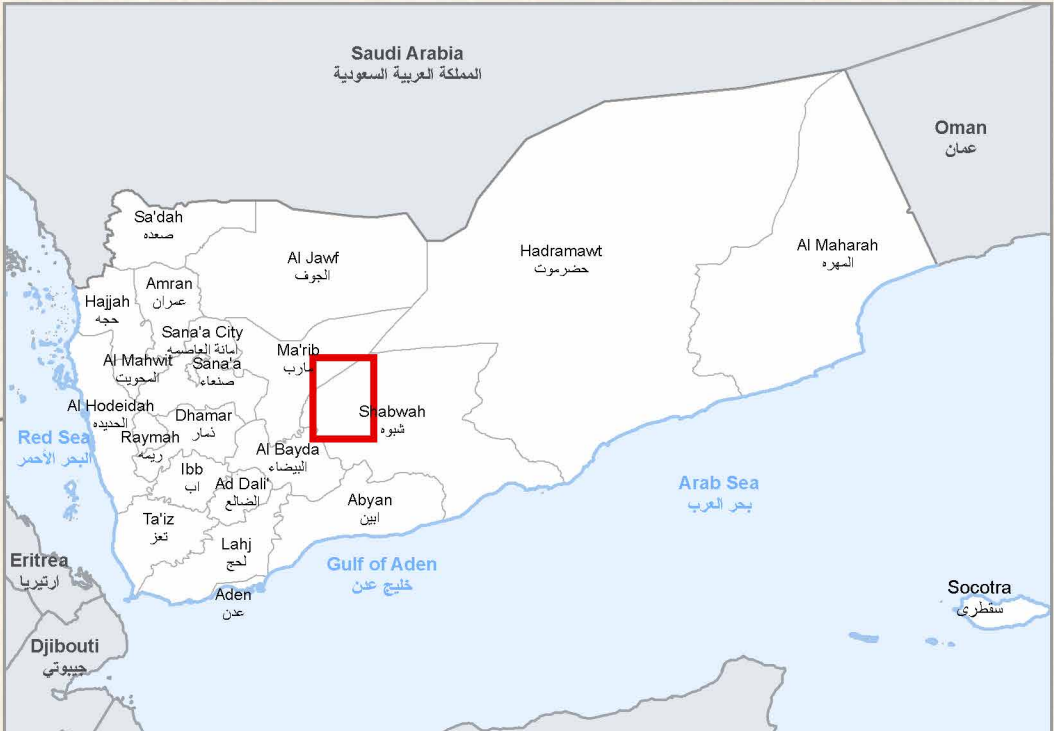 Saudi Arabia
المملكة العربية السعودية
Oman
عمان
Sa'dah
صعده
Al Jawf
الجوف
Hadramawt
حضرموت
Al Maharah
المهره
Amran
عمران
Hajjah
حجه
Sana'a City
امانة العاصمه
Ma'rib
مارب
Al Mahwit
المحويت
Sana'a
صنعاء
Al Hodeidah
الحديده
Dhamar
ذمار
Shabwah
شبوه
Raymah
ريمه
Red Sea
البحر الأحمر
Al Bayda
البيضاء
Ibb
اب
Ad Dali'
الضالع
Abyan
ابين
Arab Sea
بحر العرب
Ta'iz
تعز
Lahj
لحج
Gulf of Aden
خليج عدن
Eritrea
ارتيريا
Aden
عدن
Socotra
سقطرى
Djibouti
جيبوتي